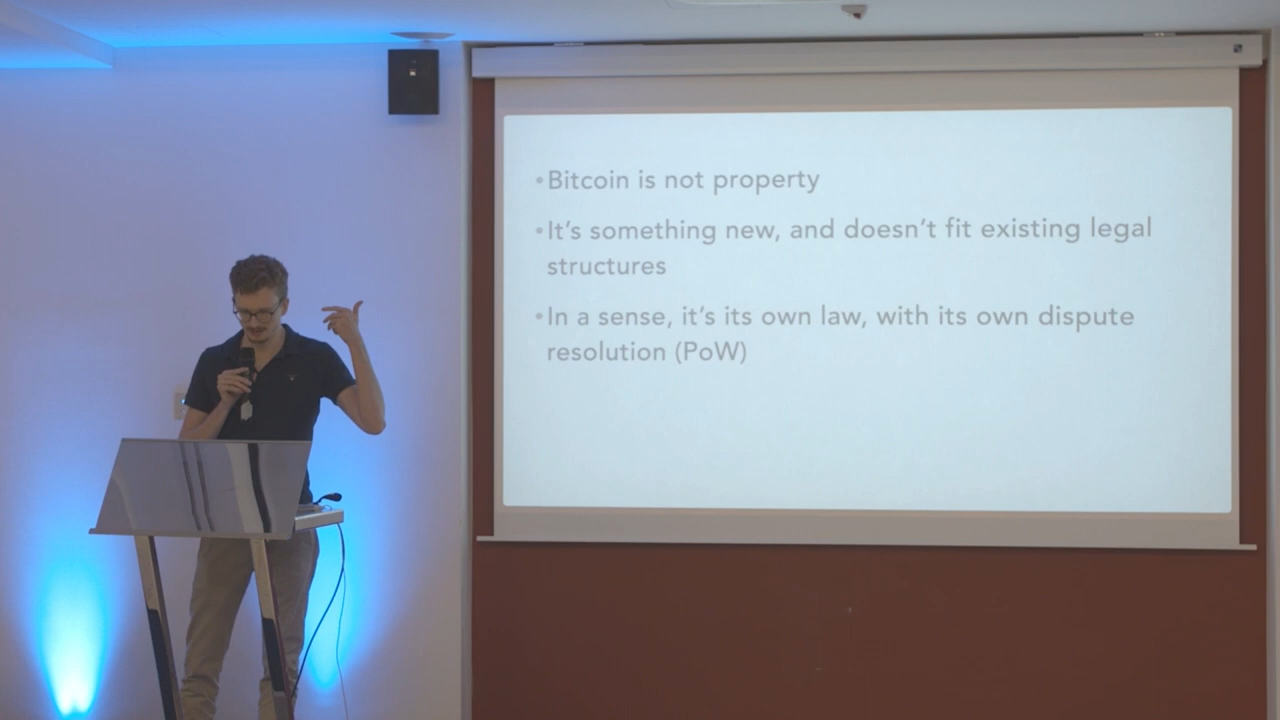 •Bitcoin is not property
•It’s something new, and doesn’t fit existing legal
structures
•In a sense, it’s its own law, with its own dispute
resolution (PoW)